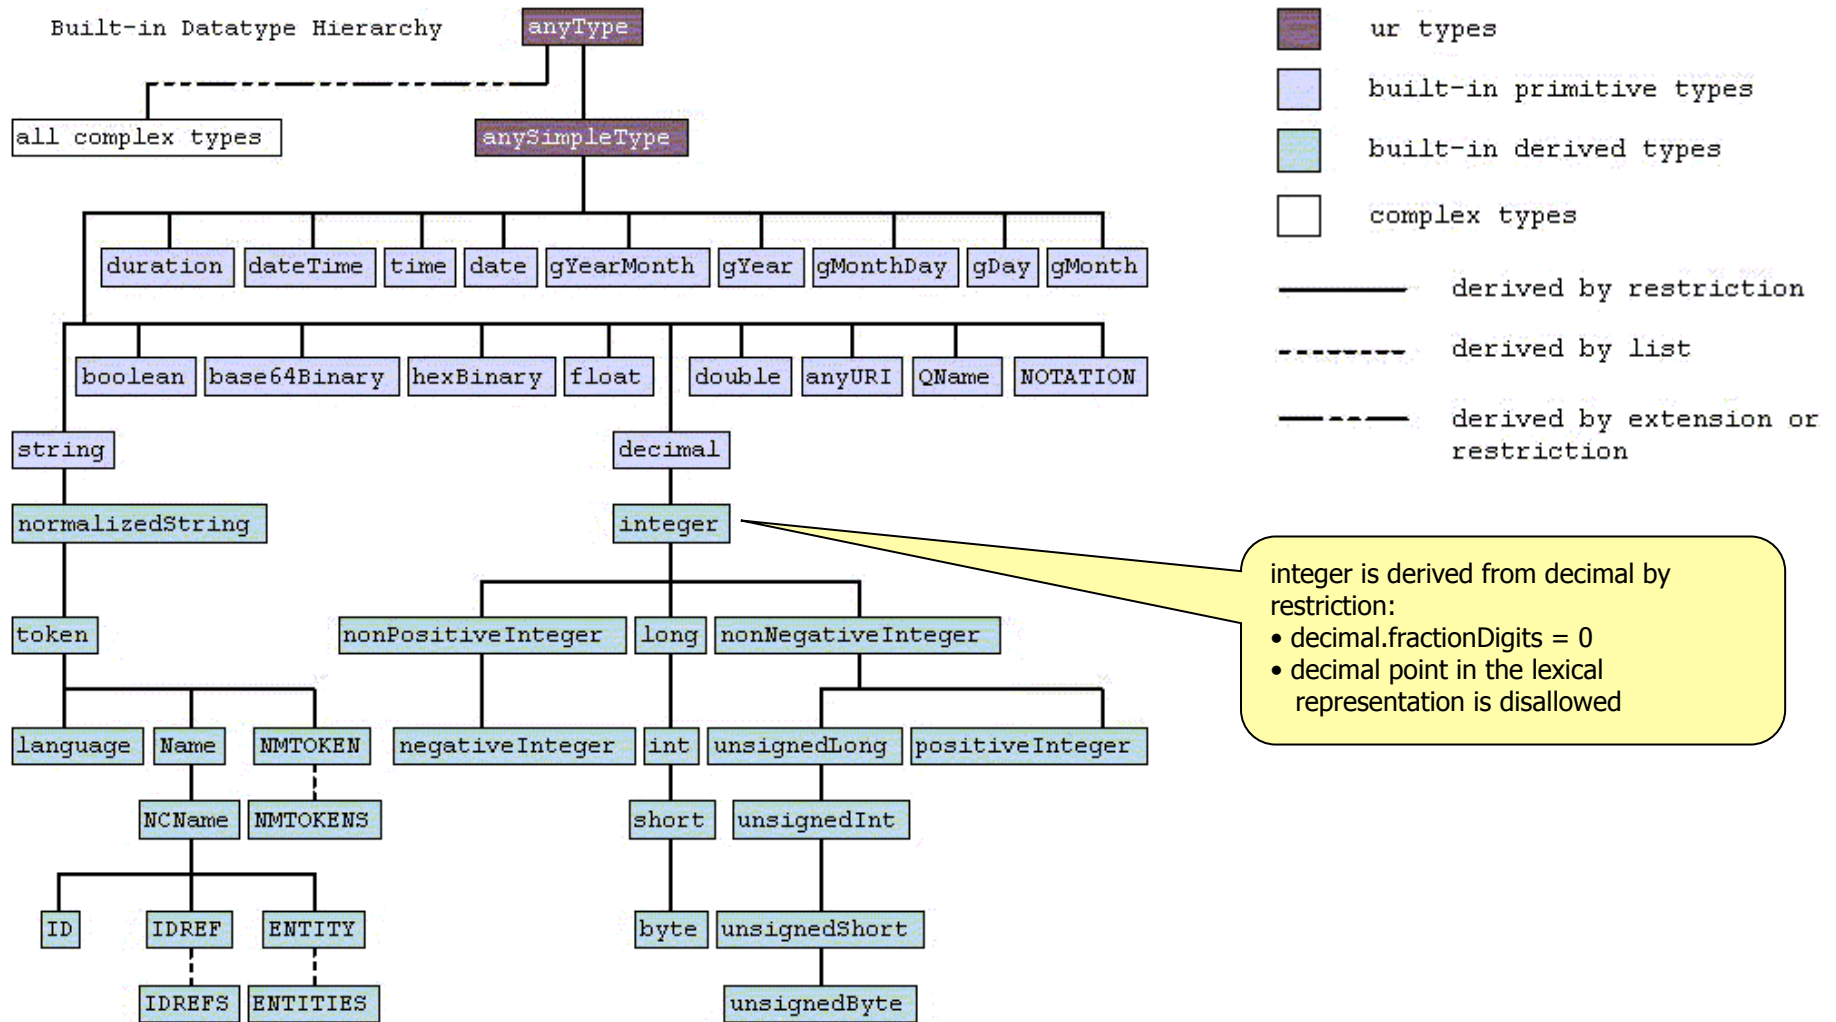 Built-in Datatype Hierarchy
anyType
all complex types
anySimpleType
duration dateTime time date gYearMonth gYear gMonthDay gDay gMonth
boolean base64Binary hexBinary float double anyURI QName NOTATION
string decimal
normalizedString integer
token nonPositiveInteger long nonNegativeInteger
language Name NMTOKEN negativeInteger int unsignedLong positiveInteger
NCName NMTOKENS short unsignedInt
ID IDREF ENTITY byte unsignedShort
IDREFS ENTITIES unsignedByte
ur types
built-in primitive types
built-in derived types
complex types
derived by restriction
derived by list
derived by extension or
restriction
integer is derived from decimal by
restriction:
• decimal.fractionDigits = 0
• decimal point in the lexical
representation is disallowed